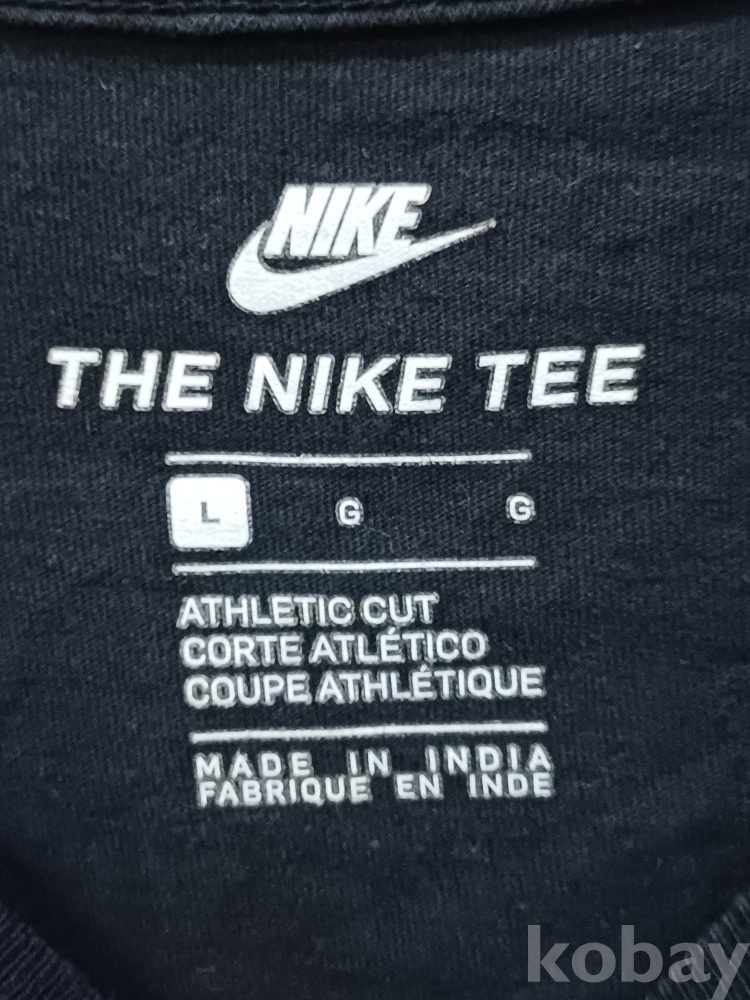 NIKE
THE NIKE TEE
L G G
ATHLETIC CUT
CORTE ATLÉTICO
COUPE ATHLÉTIQUE
MADE IN INDIA
FABRIQUE EN INDE
kobay